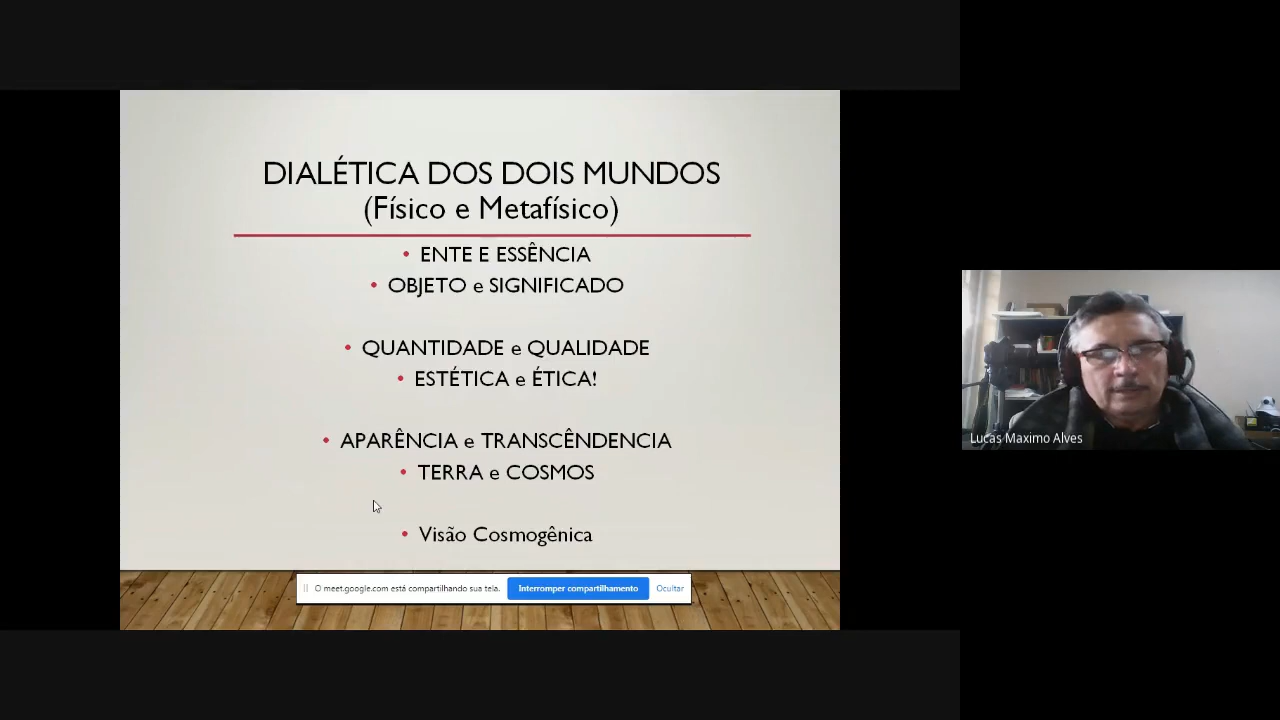 DIALÉTICA DOS DOIS MUNDOS
(Físico e Metafísico)
• ENTE E ESSÊNCIA
• OBJETO e SIGNIFICADO
• QUANTIDADE e QUALIDADE
• ESTÉTICA e ÉTICA!
• APARÊNCIA e TRANSCÊNDENCIA
• TERRA e COSMOS
• Visão Cosmogênica
O meet.google.com está compartilhando sua tela. Interromper compartilhamento Ocultar
Lucas Maximo Alves